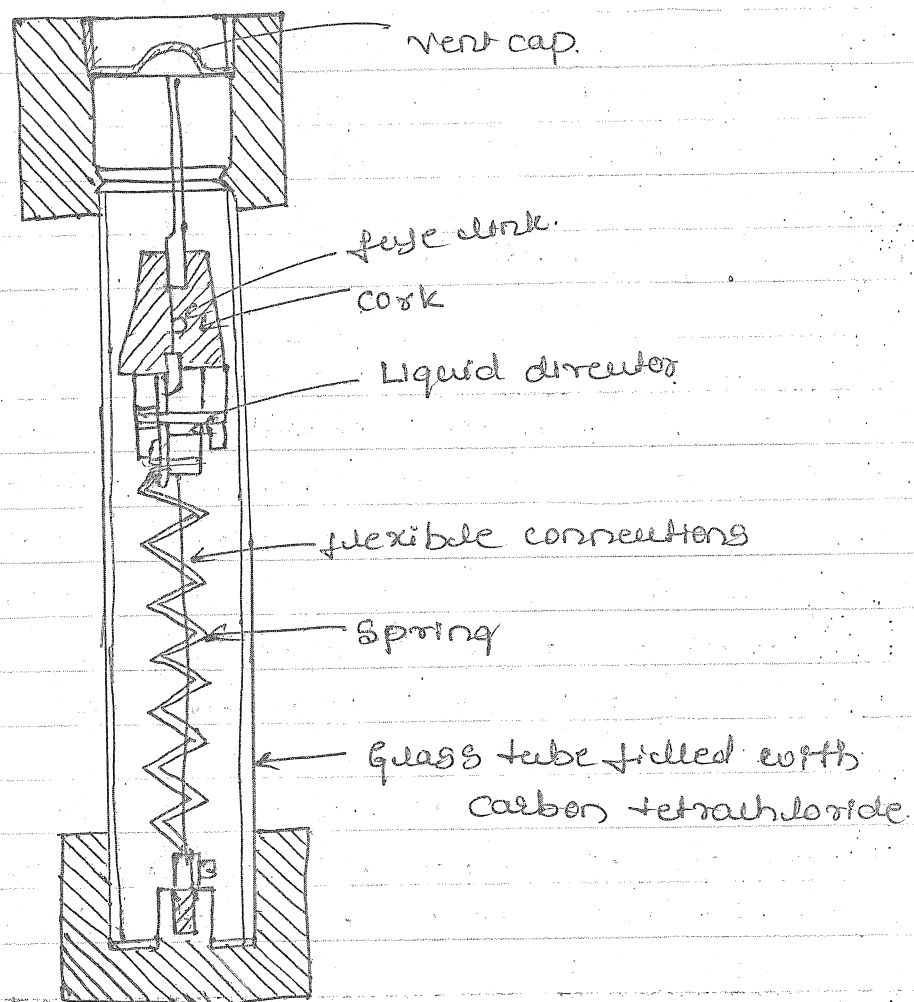 vent cap.
fuse link.
cork
Liquid director
flexible connections
Spring
Glass tube filled with
carbon tetrachloride.